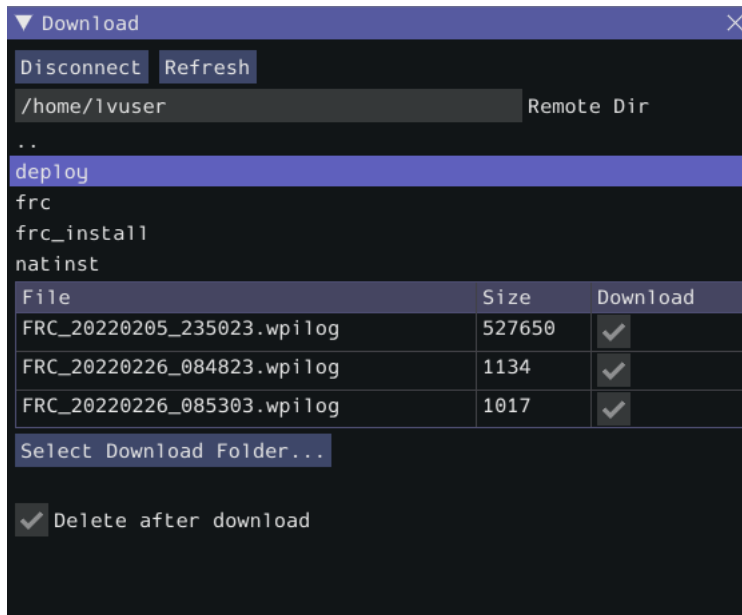 Download
Disconnect Refresh
/home/lvuser Remote Dir
..
deploy
frc
frc_install
natinst
File Size Download
FRC_20220205_235023.wpilog 527650
FRC_20220226_084823.wpilog 1134
FRC_20220226_085303.wpilog 1017
Select Download Folder...
Delete after download